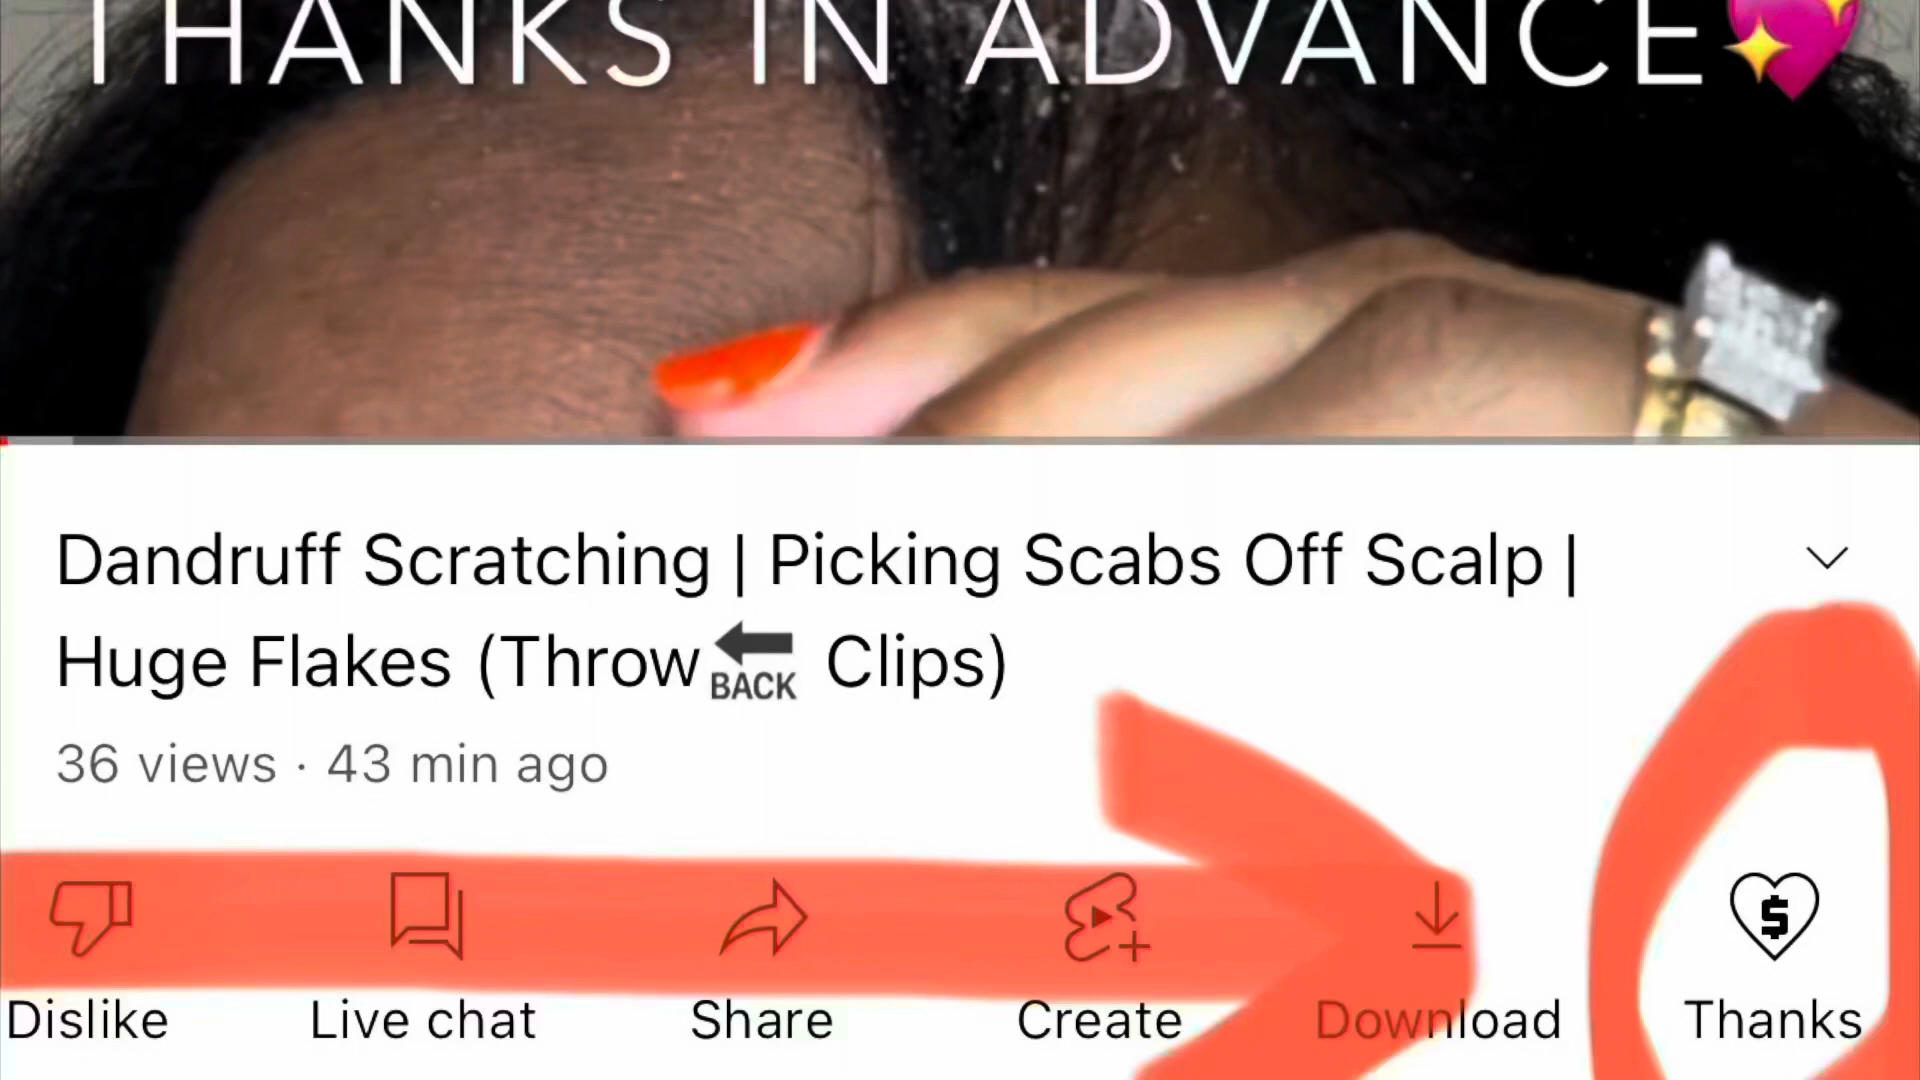 THANKS IN ADVANCE💖
Dandruff Scratching | Picking Scabs Off Scalp |
Huge Flakes (Throw🔙 Clips)
36 views · 43 min ago
Dislike Live chat Share Create Download Thanks